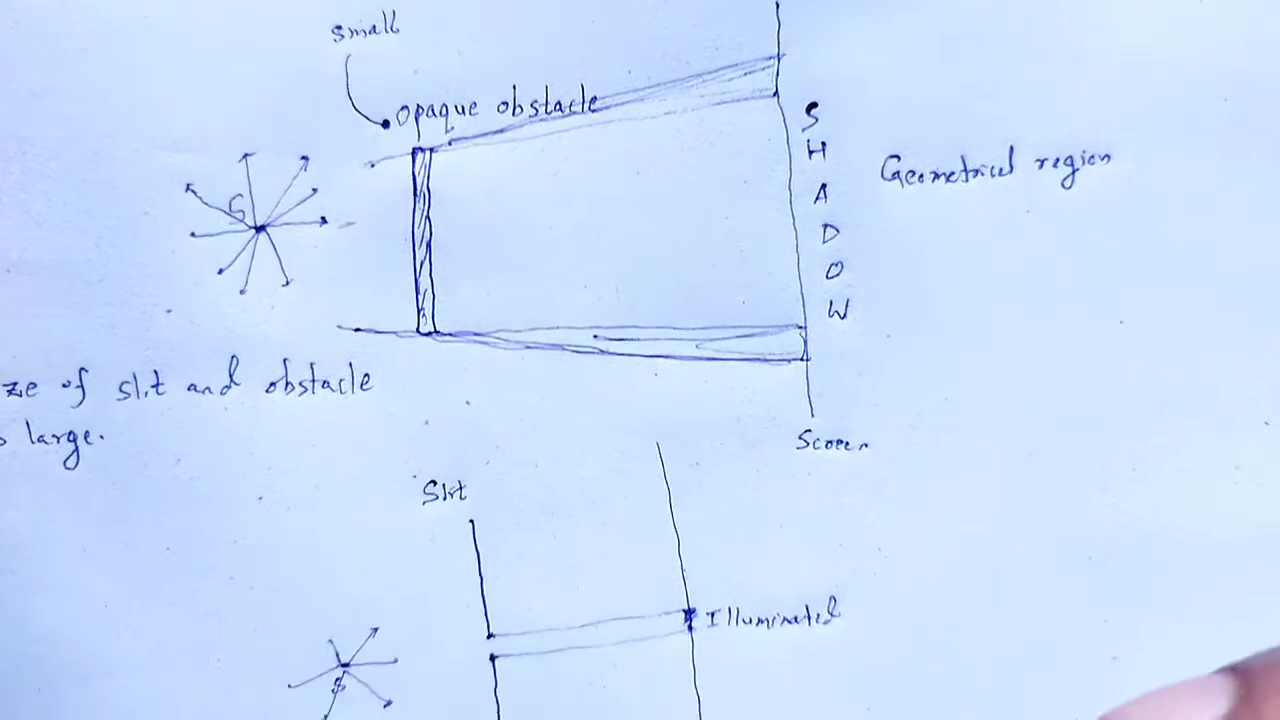 small
opaque obstacle
S
H
A
D
O
W
Geometrical region
S
ze of slit and obstacle
large.
Screen
Slit
Illuminated
S